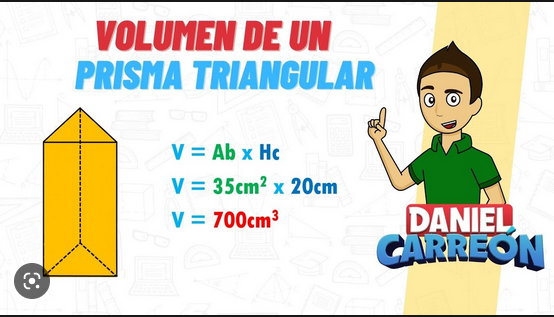 VOLUMEN DE UN
PRISMA TRIANGULAR
V = Ab x Hc
V = 35cm² x 20cm
V = 700cm³
DANIEL
CARREÓN